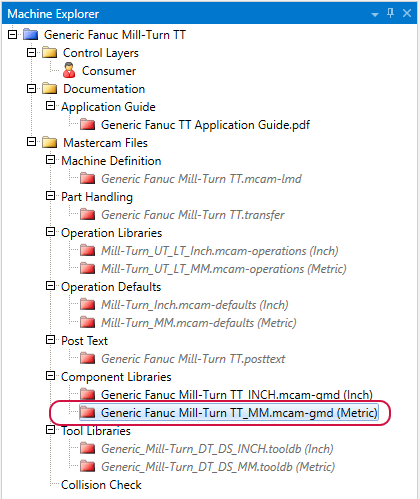 Machine Explorer
Generic Fanuc Mill-Turn TT
Control Layers
Consumer
Documentation
Application Guide
Generic Fanuc TT Application Guide.pdf
Mastercam Files
Machine Definition
Generic Fanuc Mill-Turn TT.mcam-lmd
Part Handling
Generic Fanuc Mill-Turn TT.transfer
Operation Libraries
Mill-Turn_UT_LT_Inch.mcam-operations (Inch)
Mill-Turn_UT_LT_MM.mcam-operations (Metric)
Operation Defaults
Mill-Turn_Inch.mcam-defaults (Inch)
Mill-Turn_MM.mcam-defaults (Metric)
Post Text
Generic Fanuc Mill-Turn TT.posttext
Component Libraries
Generic Fanuc Mill-Turn TT_INCH.mcam-gmd (Inch)
Generic Fanuc Mill-Turn TT_MM.mcam-gmd (Metric)
Tool Libraries
Generic_Mill-Turn_DT_DS_INCH.tooldb (Inch)
Generic_Mill-Turn_DT_DS_MM.tooldb (Metric)
Collision Check